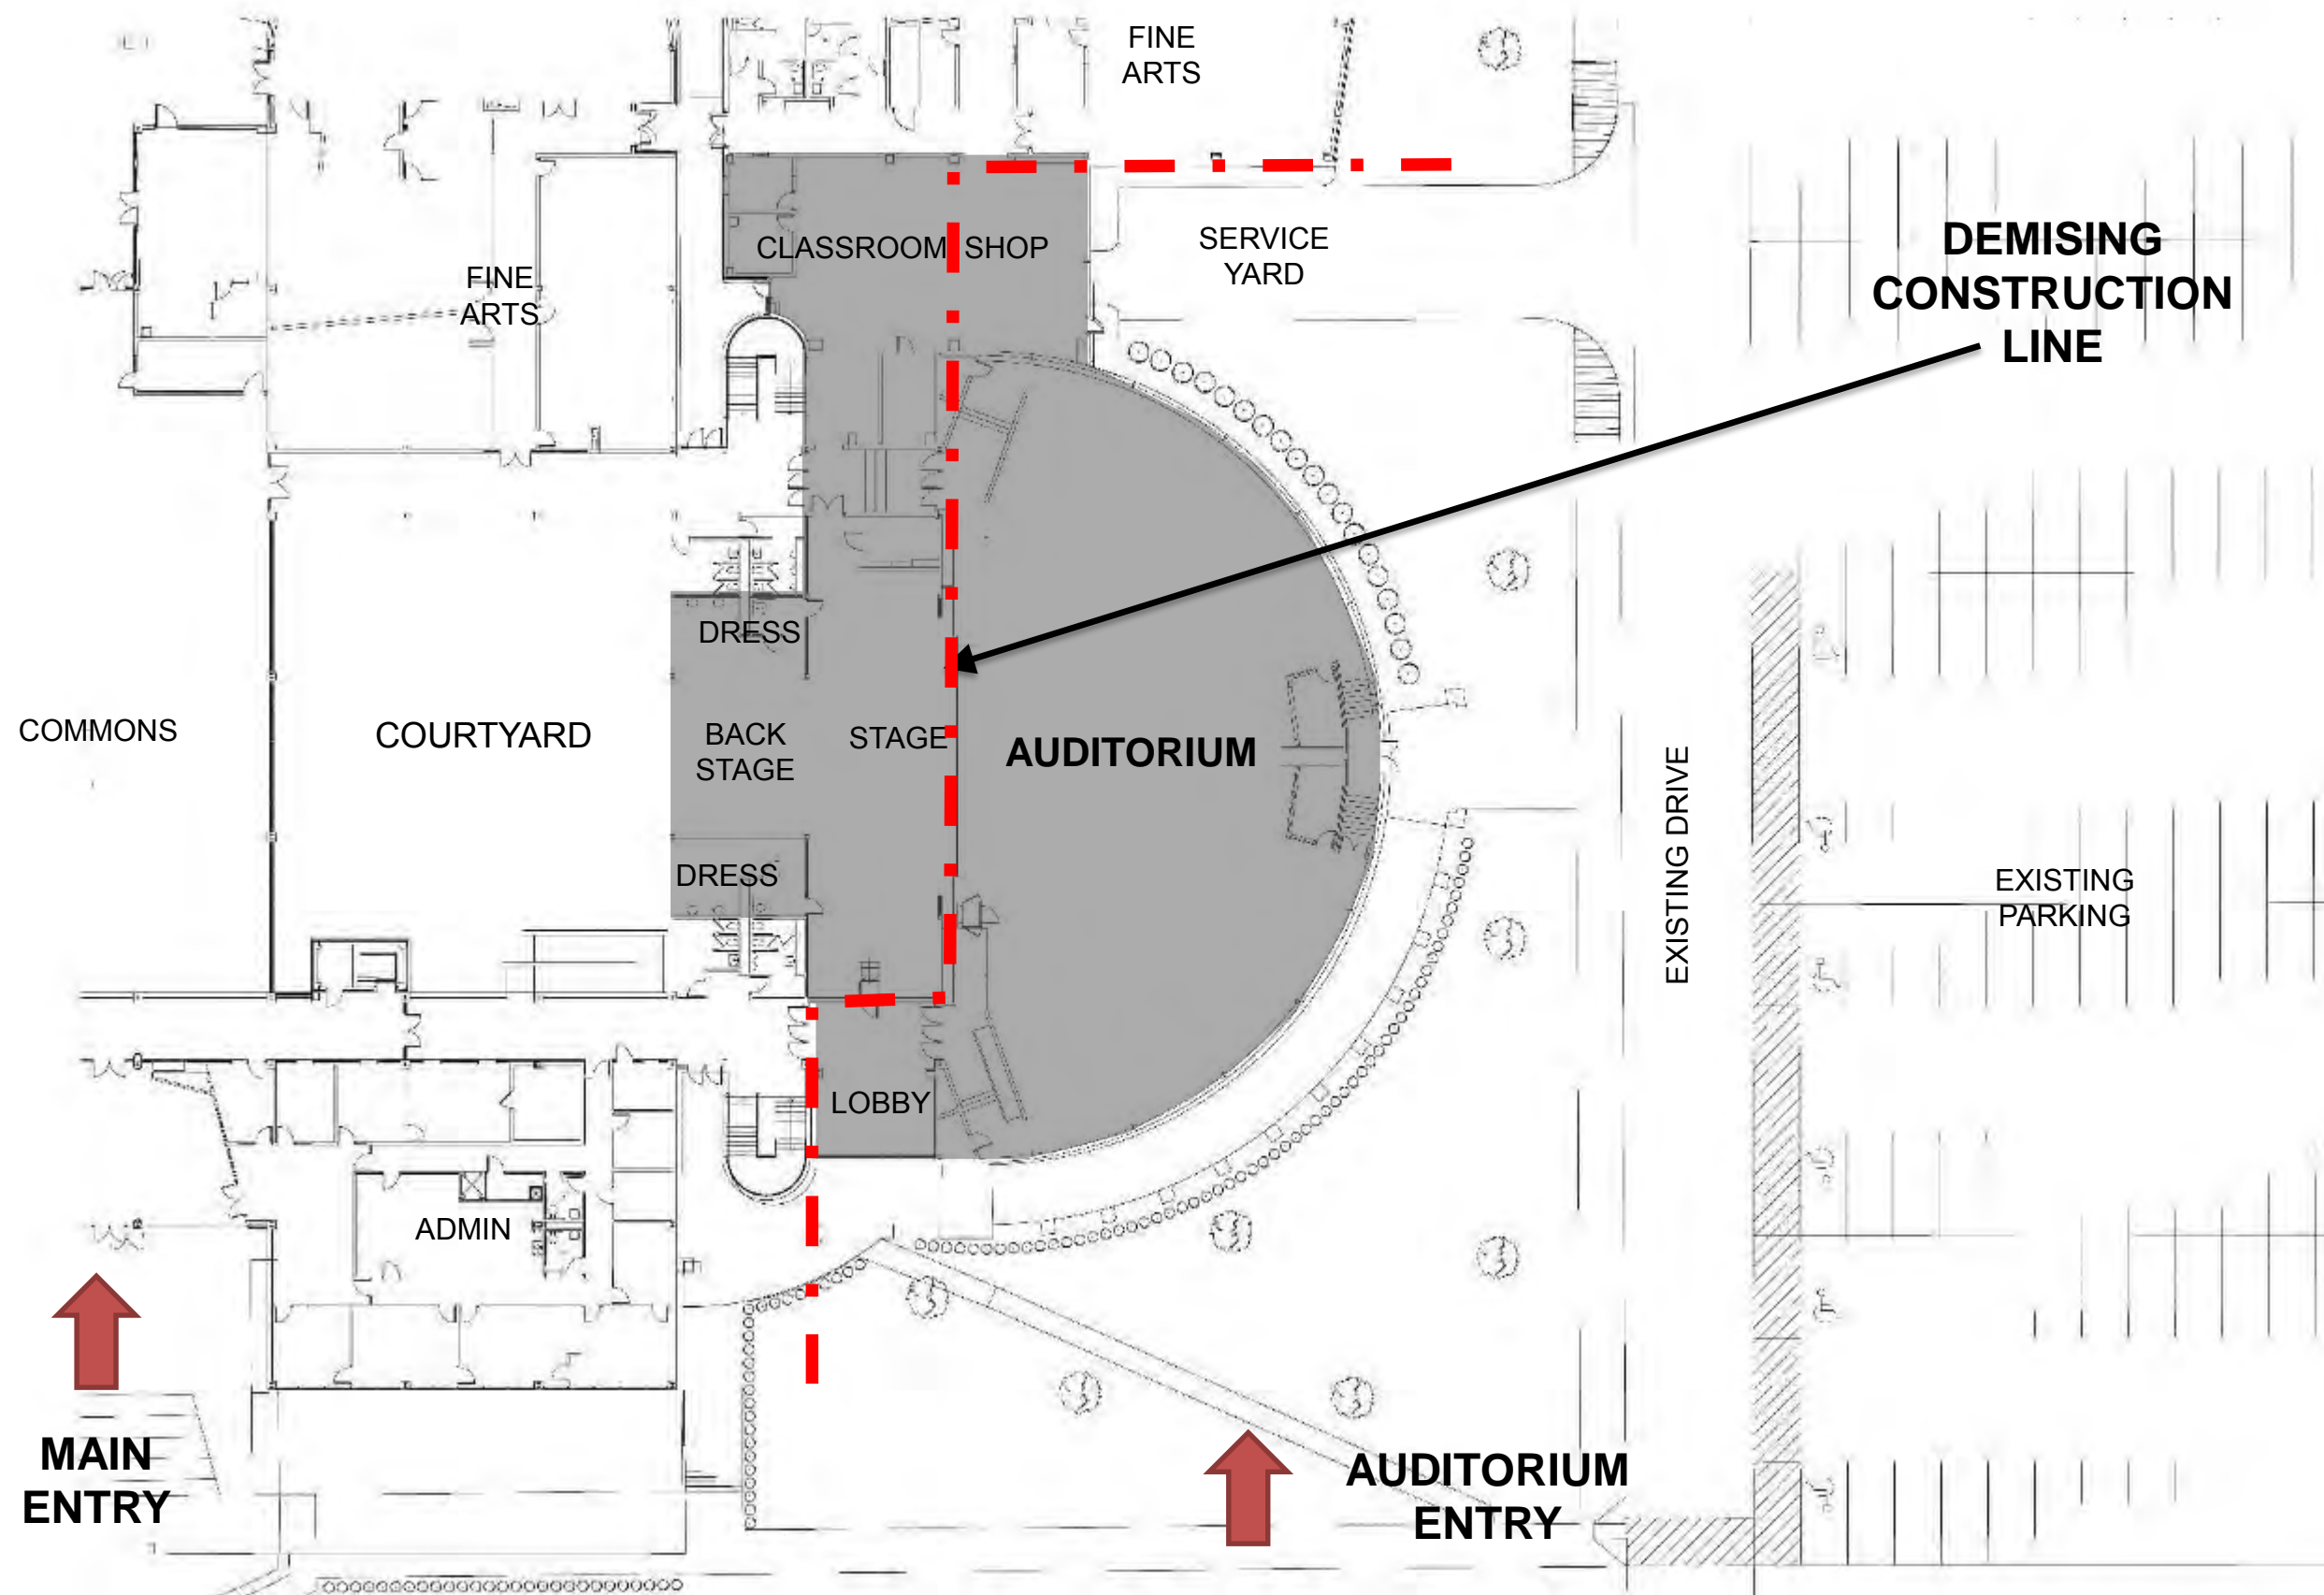 FINE
ARTS
CLASSROOM
SHOP
SERVICE
YARD
DEMISING
CONSTRUCTION
LINE
FINE
ARTS
DRESS
COMMONS
COURTYARD
BACK
STAGE
STAGE
AUDITORIUM
EXISTING DRIVE
DRESS
EXISTING
PARKING
LOBBY
ADMIN
MAIN
ENTRY
AUDITORIUM
ENTRY